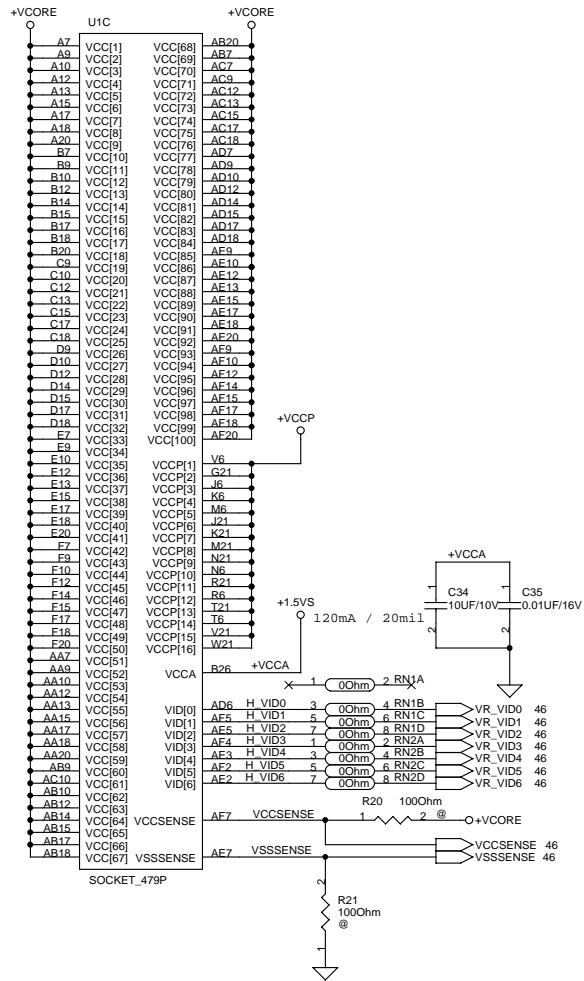 +VCORE U1C +VCORE
A7 VCC[1] VCC[68] AB20
A9 VCC[2] VCC[69] AB7
A10 VCC[3] VCC[70] AC7
A12 VCC[4] VCC[71] AC9
A13 VCC[5] VCC[72] AC12
A15 VCC[6] VCC[73] AC13
A17 VCC[7] VCC[74] AC15
A18 VCC[8] VCC[75] AC17
A20 VCC[9] VCC[76] AC18
B7 VCC[10] VCC[77] AD7
B9 VCC[11] VCC[78] AD9
B10 VCC[12] VCC[79] AD10
B12 VCC[13] VCC[80] AD12
B14 VCC[14] VCC[81] AD14
B15 VCC[15] VCC[82] AD15
B17 VCC[16] VCC[83] AD17
B18 VCC[17] VCC[84] AD18
B20 VCC[18] VCC[85] AE9
C9 VCC[19] VCC[86] AE10
C10 VCC[20] VCC[87] AE12
C12 VCC[21] VCC[88] AE13
C13 VCC[22] VCC[89] AE15
C15 VCC[23] VCC[90] AE17
C17 VCC[24] VCC[91] AE18
C18 VCC[25] VCC[92] AE20
D9 VCC[26] VCC[93] AF9
D10 VCC[27] VCC[94] AF10
D12 VCC[28] VCC[95] AF12
D14 VCC[29] VCC[96] AF14
D15 VCC[30] VCC[97] AF15
D17 VCC[31] VCC[98] AF17
D18 VCC[32] VCC[99] AF18
E7 VCC[33] VCC[100] AF20
+VCCP
E9 VCC[34]
E10 VCC[35] VCCP[1] V6
E12 VCC[36] VCCP[2] G21
E13 VCC[37] VCCP[3] J6
E15 VCC[38] VCCP[4] K6
E17 VCC[39] VCCP[5] M6
E18 VCC[40] VCCP[6] J21
E20 VCC[41] VCCP[7] K21
F7 VCC[42] VCCP[8] M21
F9 VCC[43] VCCP[9] N21
F10 VCC[44] VCCP[10] N6
F12 VCC[45] VCCP[11] R21
F14 VCC[46] VCCP[12] R6
F15 VCC[47] VCCP[13] T21
F17 VCC[48] VCCP[14] T6
F18 VCC[49] VCCP[15] V21
F20 VCC[50] VCCP[16] W21
+1.5VS
120mA / 20mil
+VCCA
1 C34
10UF/10V
2
1 C35
0.01UF/16V
2
AA7 VCC[51]
AA9 VCC[52] VCCA B26 +VCCA
AA10 VCC[53]
1 0Ohm 2 RN1A
AA12 VCC[54]
AA13 VCC[55] VID[0] AD6 H_VID0 3 0Ohm 4 RN1B VR_VID0 46
AA15 VCC[56] VID[1] AF5 H_VID1 5 0Ohm 6 RN1C VR_VID1 46
AA17 VCC[57] VID[2] AE5 H_VID2 7 0Ohm 8 RN1D VR_VID2 46
AA18 VCC[58] VID[3] AF4 H_VID3 1 0Ohm 2 RN2A VR_VID3 46
AA20 VCC[59] VID[4] AE3 H_VID4 3 0Ohm 4 RN2B VR_VID4 46
AB9 VCC[60] VID[5] AF2 H_VID5 5 0Ohm 6 RN2C VR_VID5 46
AC10 VCC[61] VID[6] AE2 H_VID6 7 0Ohm 8 RN2D VR_VID6 46
AB10 VCC[62]
AB12 VCC[63]
R20 100Ohm
AB14 VCC[64] VCCSENSE AF7 VCCSENSE 1 2 @ +VCORE
AB15 VCC[65]
AB17 VCC[66] VCCSENSE 46
AB18 VCC[67] VSSSENSE AE7 VSSSENSE VSSSENSE 46
SOCKET_479P
2
R21
100Ohm
@
1